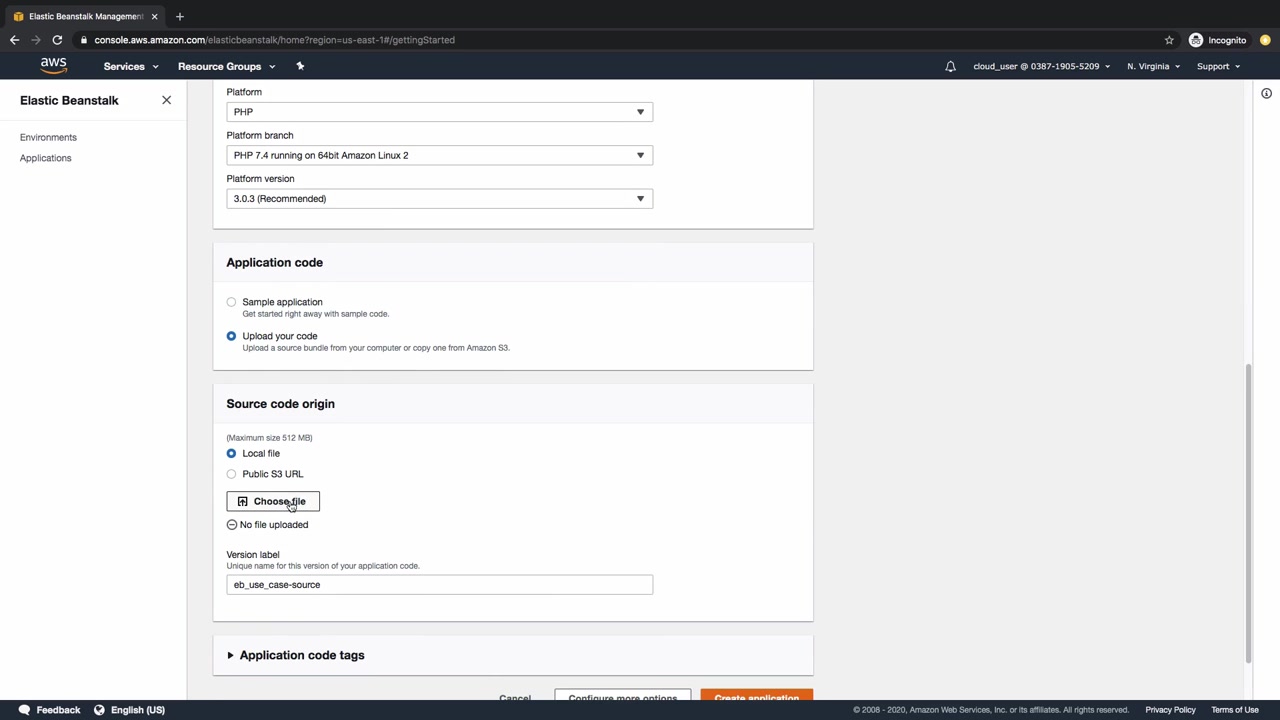 Elastic Beanstalk Management
console.aws.amazon.com/elasticbeanstalk/home?region=us-east-1#/gettingStarted
Incognito
aws
Services
Resource Groups
cloud_user @ 0387-1905-5209
N. Virginia
Support
Elastic Beanstalk
Environments
Applications
Platform
PHP
Platform branch
PHP 7.4 running on 64bit Amazon Linux 2
Platform version
3.0.3 (Recommended)
Application code
Sample application
Get started right away with sample code.
Upload your code
Upload a source bundle from your computer or copy one from Amazon S3.
Source code origin
(Maximum size 512 MB)
Local file
Public S3 URL
Choose file
No file uploaded
Version label
Unique name for this version of your application code.
eb_use_case-source
Application code tags
Cancel
Configure more options
Create application
Feedback
English (US)
© 2008 - 2020, Amazon Web Services, Inc. or its affiliates. All rights reserved.
Privacy Policy
Terms of Use